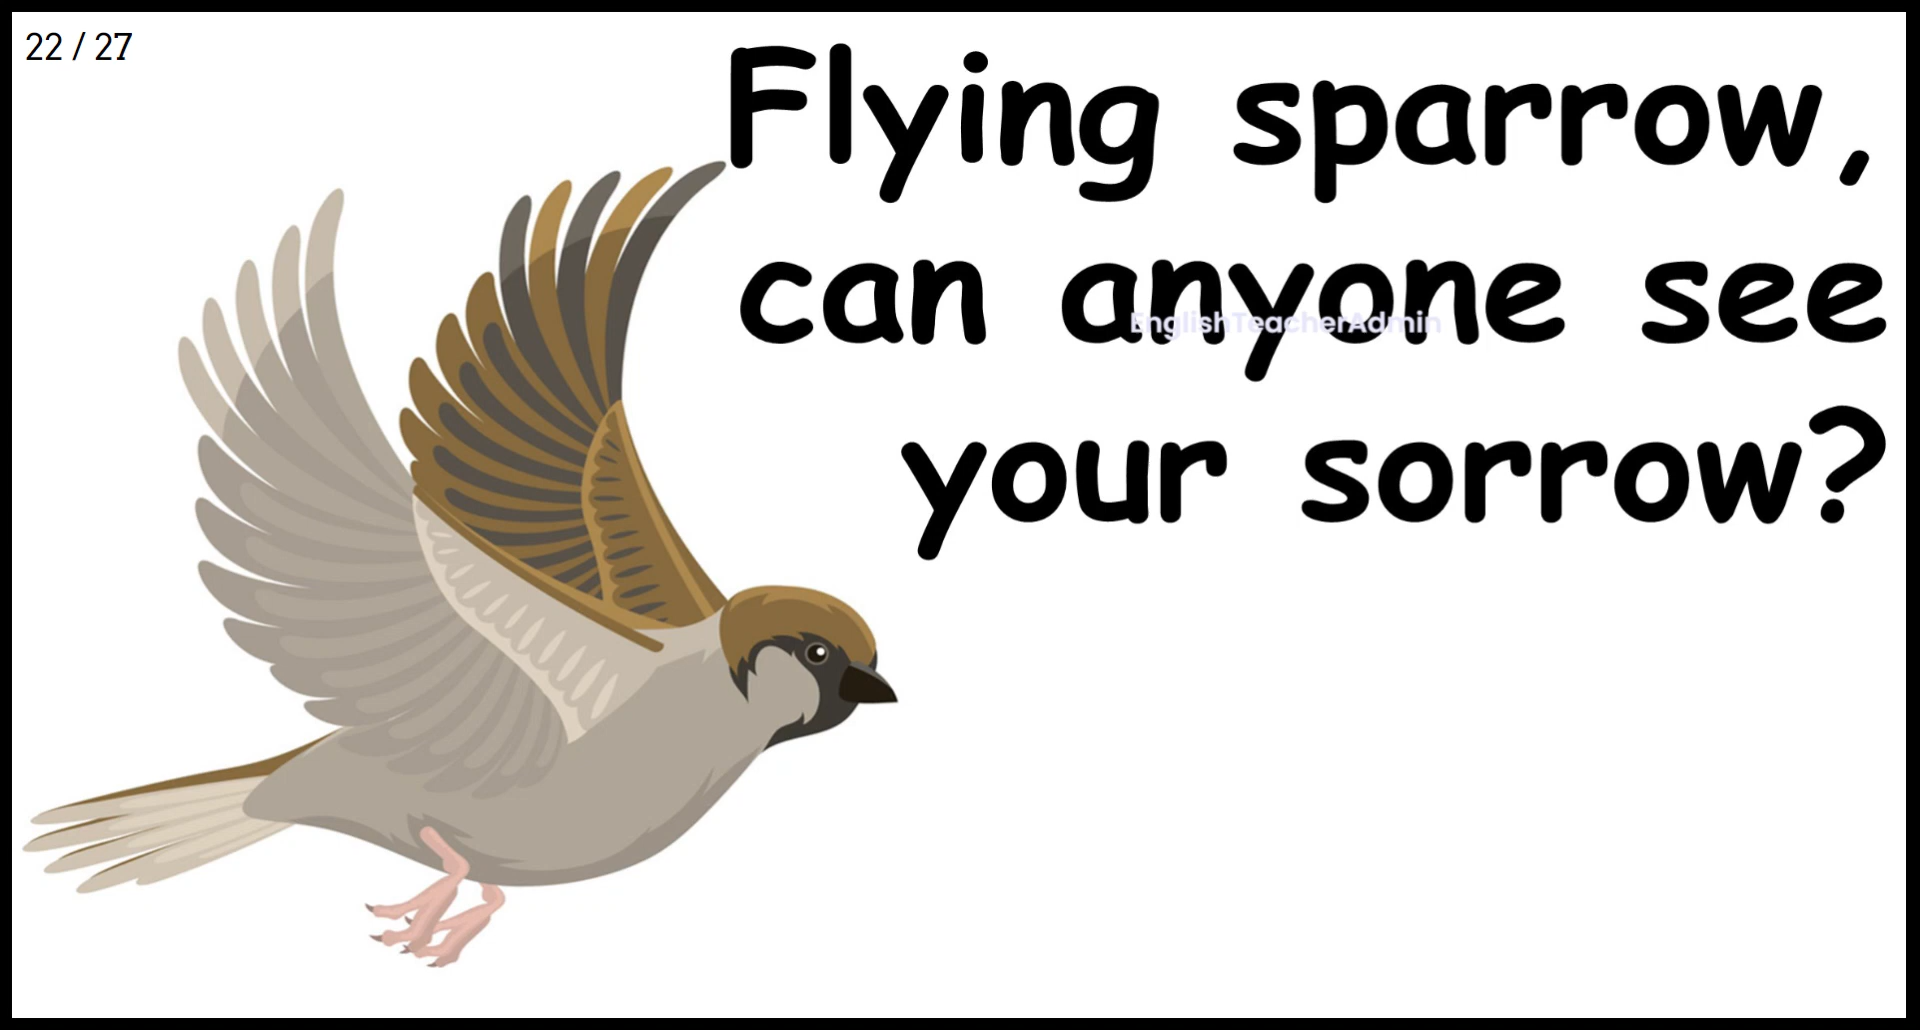 22 / 27
Flying sparrow,
can anyone see
EnglishTeacherAdmin
your sorrow?